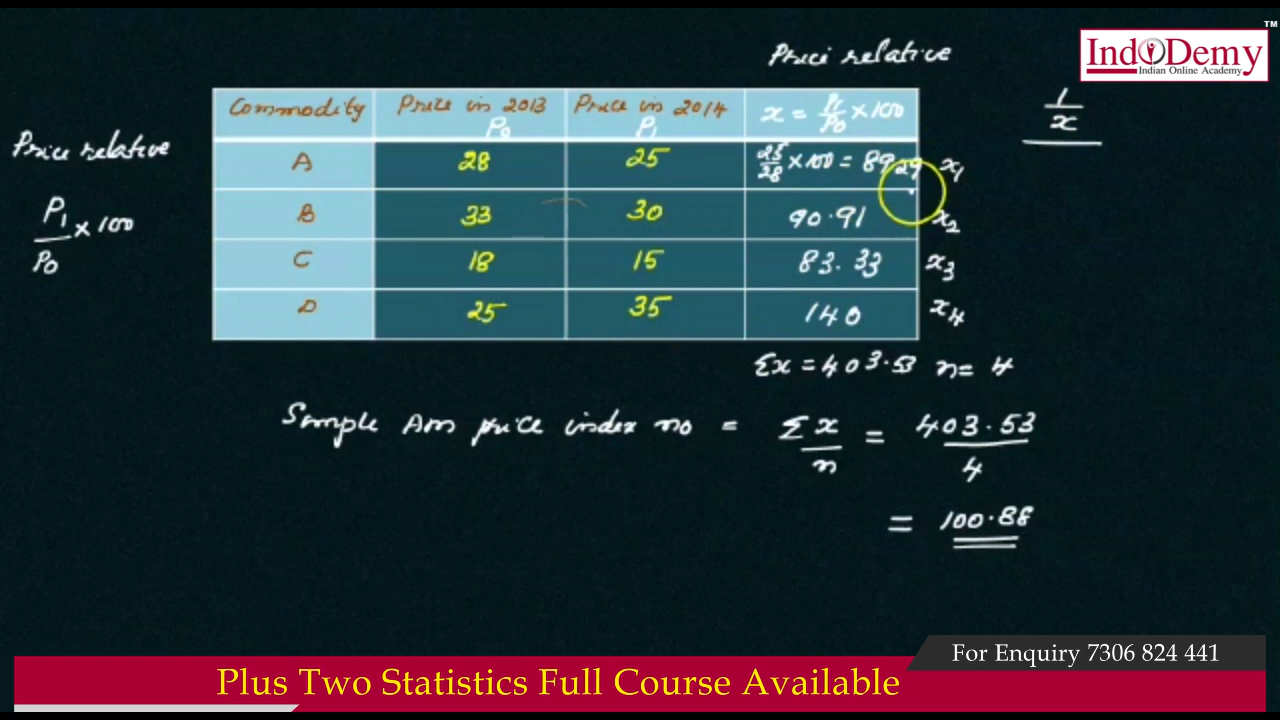 Price relative
IndoDemy
TM
Indian Online Academy
Commodity Price in 2013 P0 Price in 2014 P1 x = P1/P0 × 100
1/x
Price relative
A 28 25 25/28 × 100 = 89.29 x1
P1/P0 × 100
B 33 30 90.91 x2
C 18 15 83.33 x3
D 25 35 140 x4
Σx = 403.53 n = 4
Simple Am price index no = Σx/n = 403.53/4
= 100.88
For Enquiry 7306 824 441
Plus Two Statistics Full Course Available